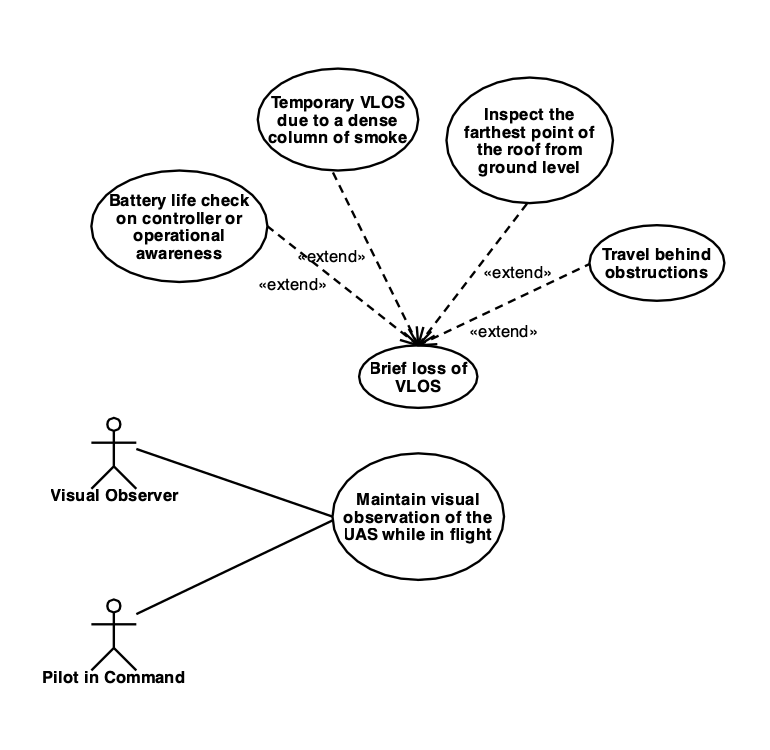 Temporary VLOS
due to a dense
column of smoke
Inspect the
farthest point of
the roof from
ground level
Battery life check
on controller or
operational
awareness
Travel behind
obstructions
«extend»
«extend»
«extend»
«extend»
Brief loss of
VLOS
Visual Observer
Maintain visual
observation of the
UAS while in flight
Pilot in Command